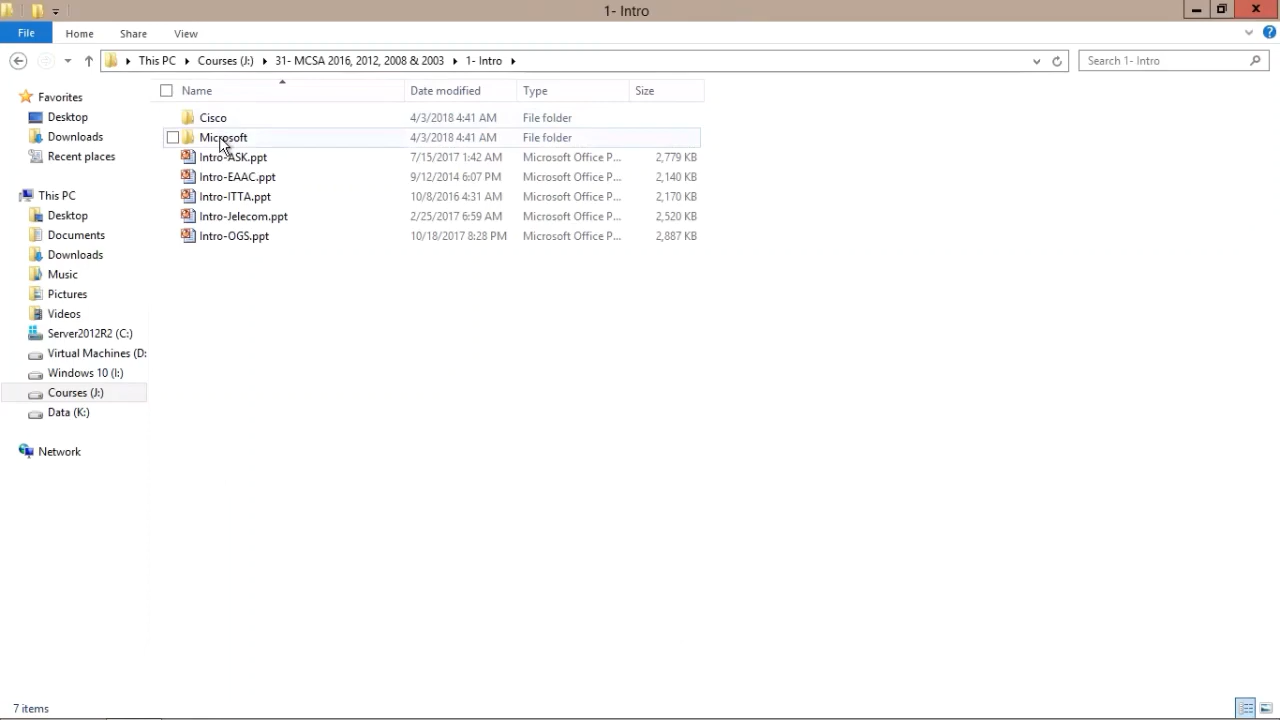 1- Intro
File Home Share View
This PC Courses (J:) 31- MCSA 2016, 2012, 2008 & 2003 1- Intro Search 1- Intro
Name Date modified Type Size
Favorites
Desktop
Downloads
Recent places
This PC
Desktop
Documents
Downloads
Music
Pictures
Videos
Server2012R2 (C:)
Virtual Machines (D:
Windows 10 (I:)
Courses (J:)
Data (K:)
Network
Cisco 4/3/2018 4:41 AM File folder
Microsoft 4/3/2018 4:41 AM File folder
Intro-ASK.ppt 7/15/2017 1:42 AM Microsoft Office P... 2,779 KB
Intro-EAAC.ppt 9/12/2014 6:07 PM Microsoft Office P... 2,140 KB
Intro-ITTA.ppt 10/8/2016 4:31 AM Microsoft Office P... 2,170 KB
Intro-Jelecom.ppt 2/25/2017 6:59 AM Microsoft Office P... 2,520 KB
Intro-OGS.ppt 10/18/2017 8:28 PM Microsoft Office P... 2,887 KB
7 items